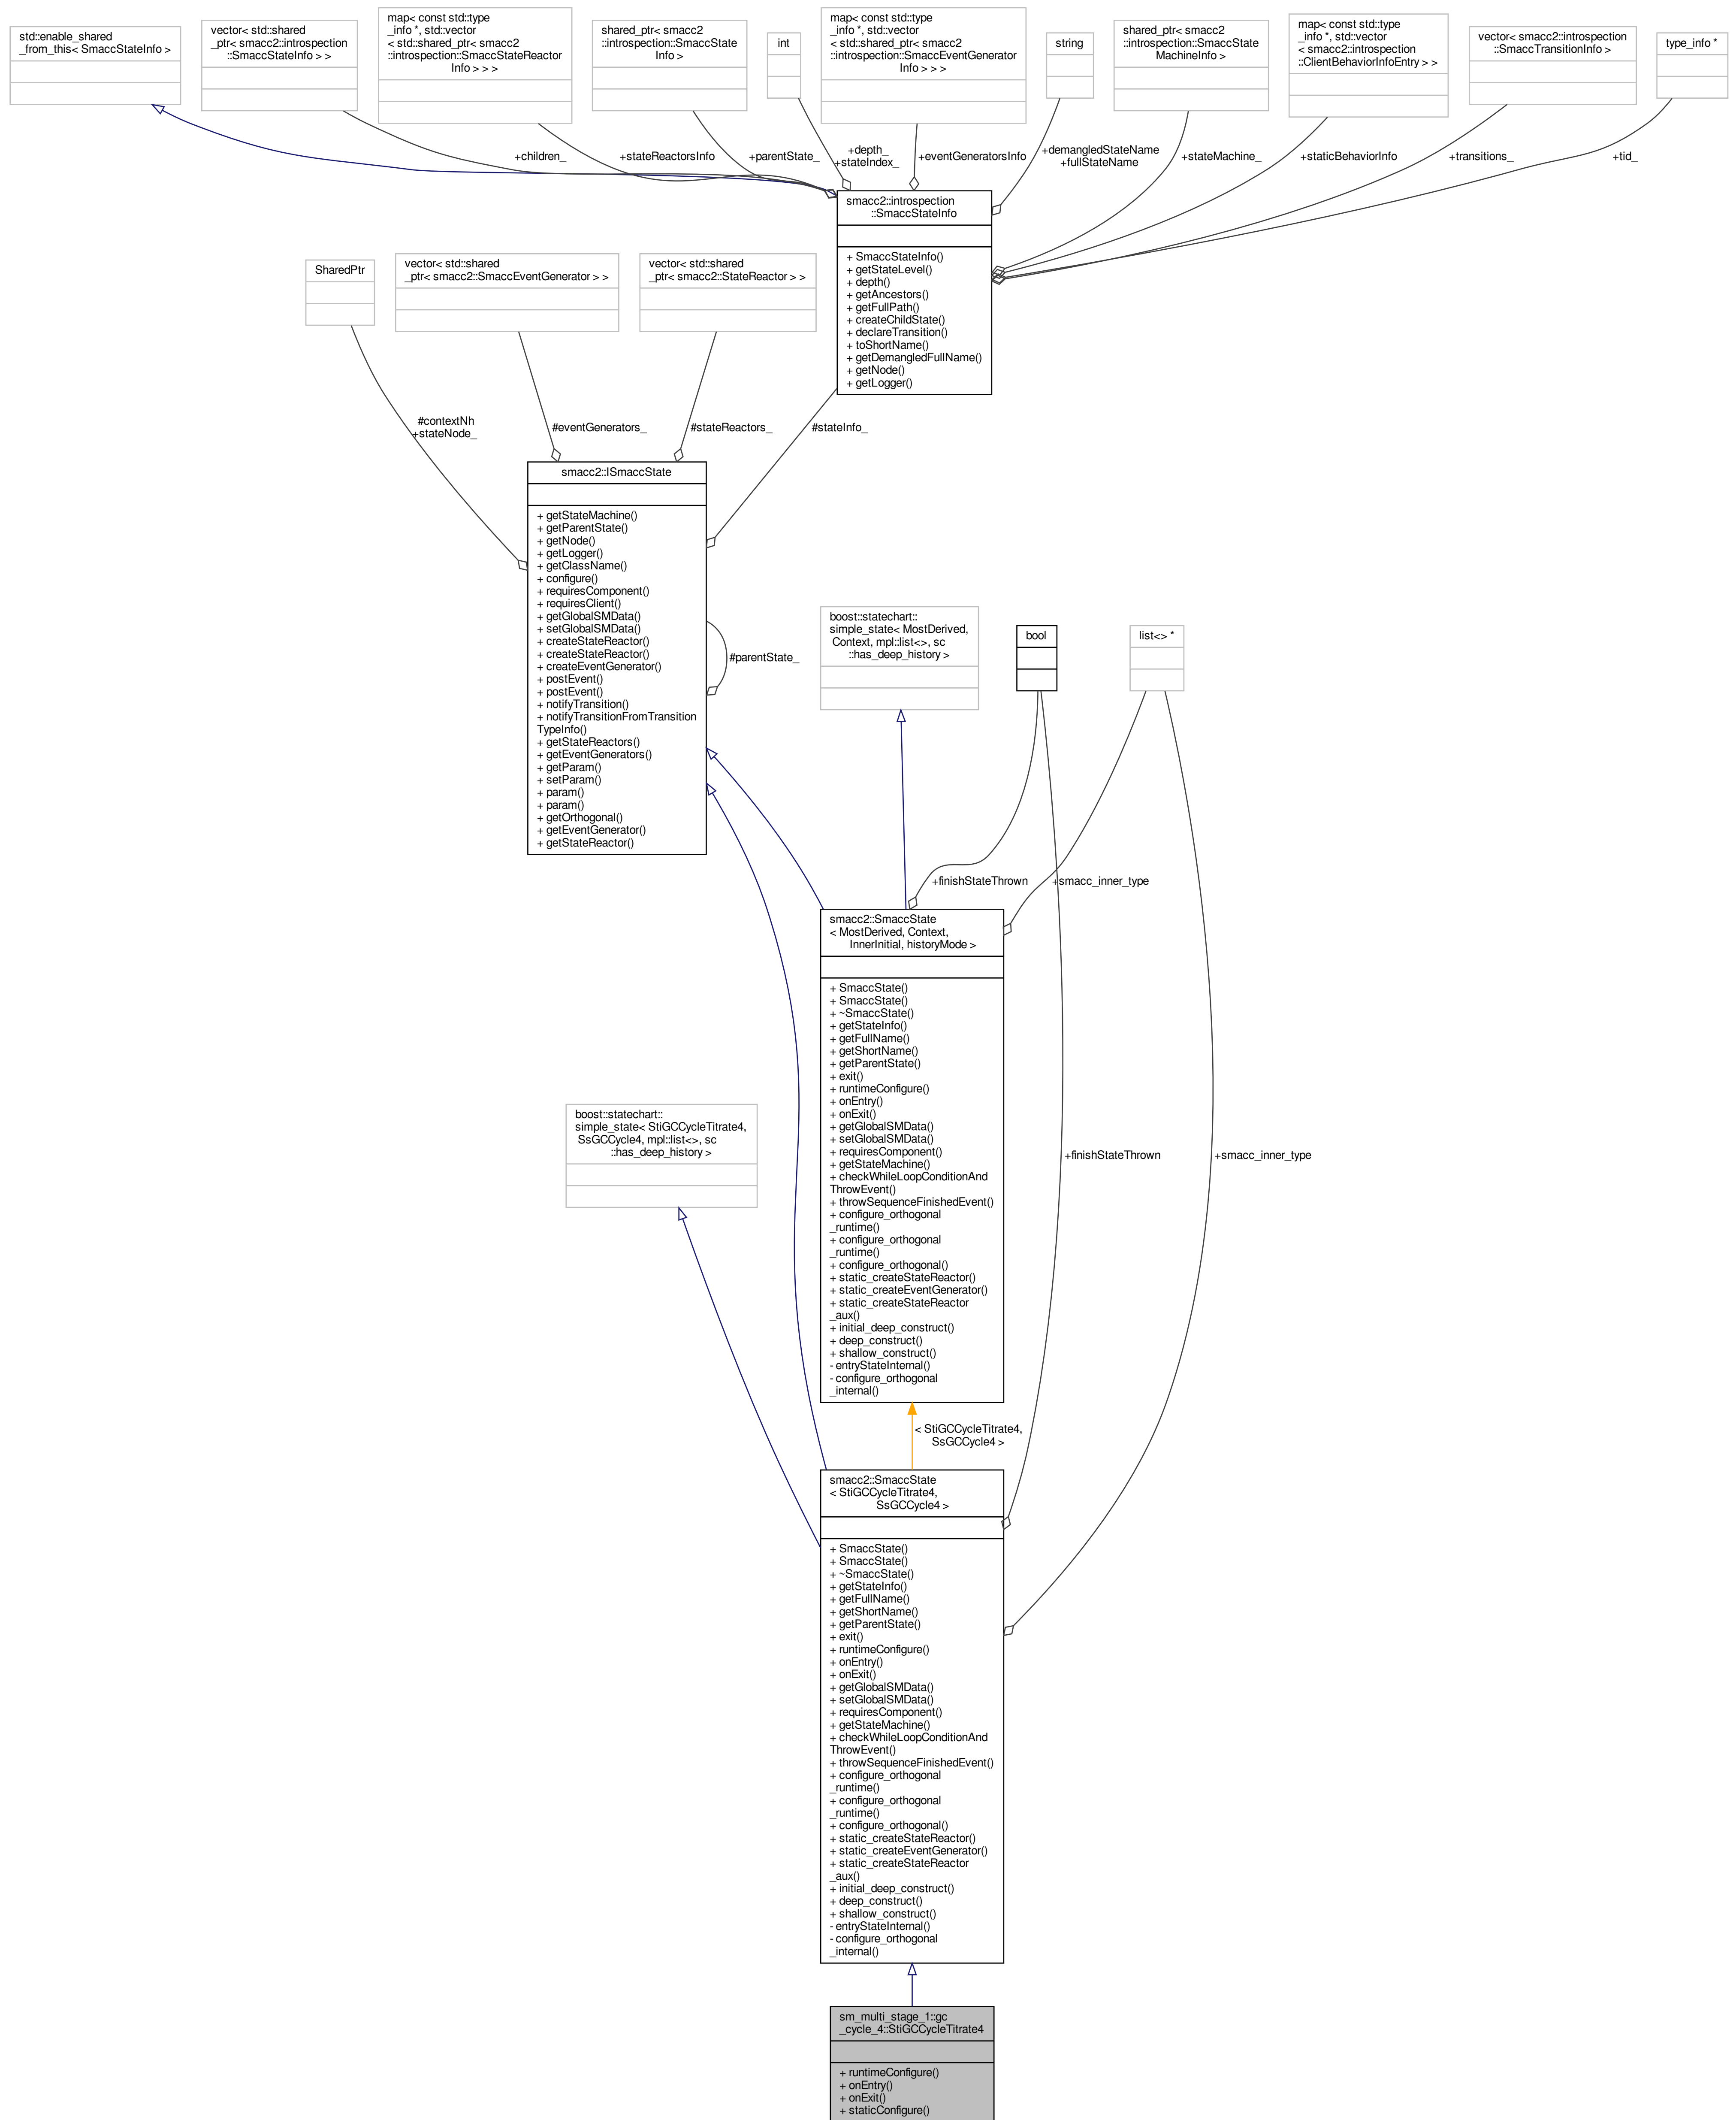 std::enable_shared
_from_this< SmaccStateInfo >
vector< std::shared
_ptr< smacc2::introspection
::SmaccStateInfo > >
map< const std::type
_info *, std::vector
< std::shared_ptr< smacc2
::introspection::SmaccStateReactor
Info > > >
shared_ptr< smacc2
::introspection::SmaccState
Info >
int
map< const std::type
_info *, std::vector
< std::shared_ptr< smacc2
::introspection::SmaccEventGenerator
Info > > >
string
shared_ptr< smacc2
::introspection::SmaccState
MachineInfo >
map< const std::type
_info *, std::vector
< smacc2::introspection
::ClientBehaviorInfoEntry > >
vector< smacc2::introspection
::SmaccTransitionInfo >
type_info *
+children_
+stateReactorsInfo
+parentState_
+depth_
+stateIndex_
+eventGeneratorsInfo
+demangledStateName
+fullStateName
+stateMachine_
+staticBehaviorInfo
+transitions_
+tid_
smacc2::introspection
::SmaccStateInfo
+ SmaccStateInfo()
+ getStateLevel()
+ depth()
+ getAncestors()
+ getFullPath()
+ createChildState()
+ declareTransition()
+ toShortName()
+ getDemangledFullName()
+ getNode()
+ getLogger()
SharedPtr
vector< std::shared
_ptr< smacc2::SmaccEventGenerator > >
vector< std::shared
_ptr< smacc2::StateReactor > >
#contextNh
+stateNode_
#eventGenerators_
#stateReactors_
#stateInfo_
smacc2::ISmaccState
+ getStateMachine()
+ getParentState()
+ getNode()
+ getLogger()
+ getClassName()
+ configure()
+ requiresComponent()
+ requiresClient()
+ getGlobalSMData()
+ setGlobalSMData()
+ createStateReactor()
+ createStateReactor()
+ createEventGenerator()
+ postEvent()
+ postEvent()
+ notifyTransition()
+ notifyTransitionFromTransition
TypeInfo()
+ getStateReactors()
+ getEventGenerators()
+ getParam()
+ setParam()
+ param()
+ param()
+ getOrthogonal()
+ getEventGenerator()
+ getStateReactor()
#parentState_
boost::statechart::
simple_state< MostDerived,
Context, mpl::list<>, sc
::has_deep_history >
bool
list<> *
+finishStateThrown
+smacc_inner_type
smacc2::SmaccState
< MostDerived, Context,
InnerInitial, historyMode >
+ SmaccState()
+ SmaccState()
+ ~SmaccState()
+ getStateInfo()
+ getFullName()
+ getShortName()
+ getParentState()
+ exit()
+ runtimeConfigure()
+ onEntry()
+ onExit()
+ getGlobalSMData()
+ setGlobalSMData()
+ requiresComponent()
+ getStateMachine()
+ checkWhileLoopConditionAnd
ThrowEvent()
+ throwSequenceFinishedEvent()
+ configure_orthogonal
_runtime()
+ configure_orthogonal
_runtime()
+ configure_orthogonal()
+ static_createStateReactor()
+ static_createEventGenerator()
+ static_createStateReactor
_aux()
+ initial_deep_construct()
+ deep_construct()
+ shallow_construct()
- entryStateInternal()
- configure_orthogonal
_internal()
boost::statechart::
simple_state< StiGCCycleTitrate4,
SsGCCycle4, mpl::list<>, sc
::has_deep_history >
+finishStateThrown
+smacc_inner_type
< StiGCCycleTitrate4,
SsGCCycle4 >
smacc2::SmaccState
< StiGCCycleTitrate4,
SsGCCycle4 >
+ SmaccState()
+ SmaccState()
+ ~SmaccState()
+ getStateInfo()
+ getFullName()
+ getShortName()
+ getParentState()
+ exit()
+ runtimeConfigure()
+ onEntry()
+ onExit()
+ getGlobalSMData()
+ setGlobalSMData()
+ requiresComponent()
+ getStateMachine()
+ checkWhileLoopConditionAnd
ThrowEvent()
+ throwSequenceFinishedEvent()
+ configure_orthogonal
_runtime()
+ configure_orthogonal
_runtime()
+ configure_orthogonal()
+ static_createStateReactor()
+ static_createEventGenerator()
+ static_createStateReactor
_aux()
+ initial_deep_construct()
+ deep_construct()
+ shallow_construct()
- entryStateInternal()
- configure_orthogonal
_internal()
sm_multi_stage_1::gc
_cycle_4::StiGCCycleTitrate4
+ runtimeConfigure()
+ onEntry()
+ onExit()
+ staticConfigure()